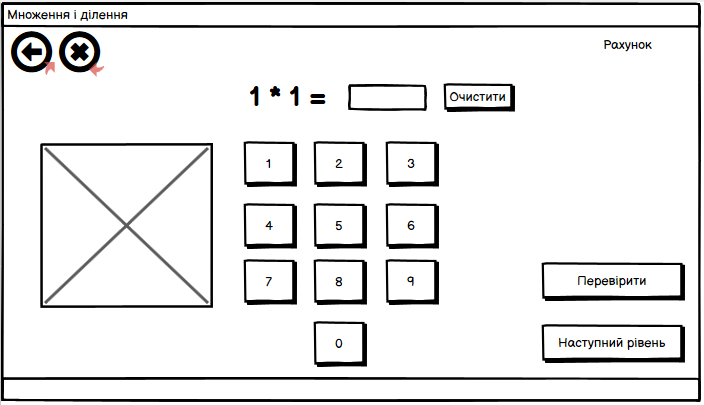 Множення і ділення
Рахунок
1 * 1 =
Очистити
1 2 3
4 5 6
7 8 9
0
Перевірити
Наступний рівень